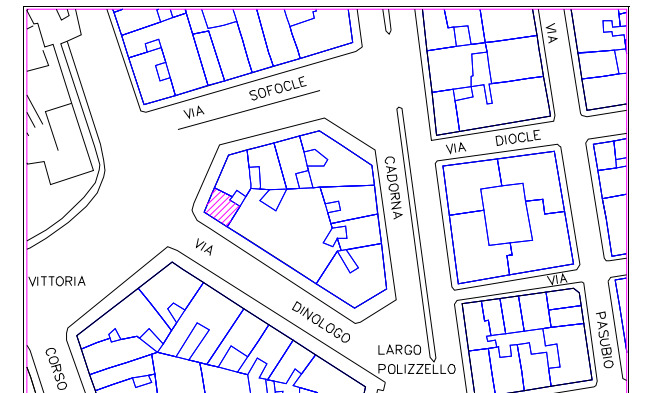 VIA
VIA SOFOCLE
VIA DIOCLE
CADORNA
VIA
DINOLOGO
VITTORIA
VIA
CORSO
LARGO
POLIZZELLO
PASUBIO